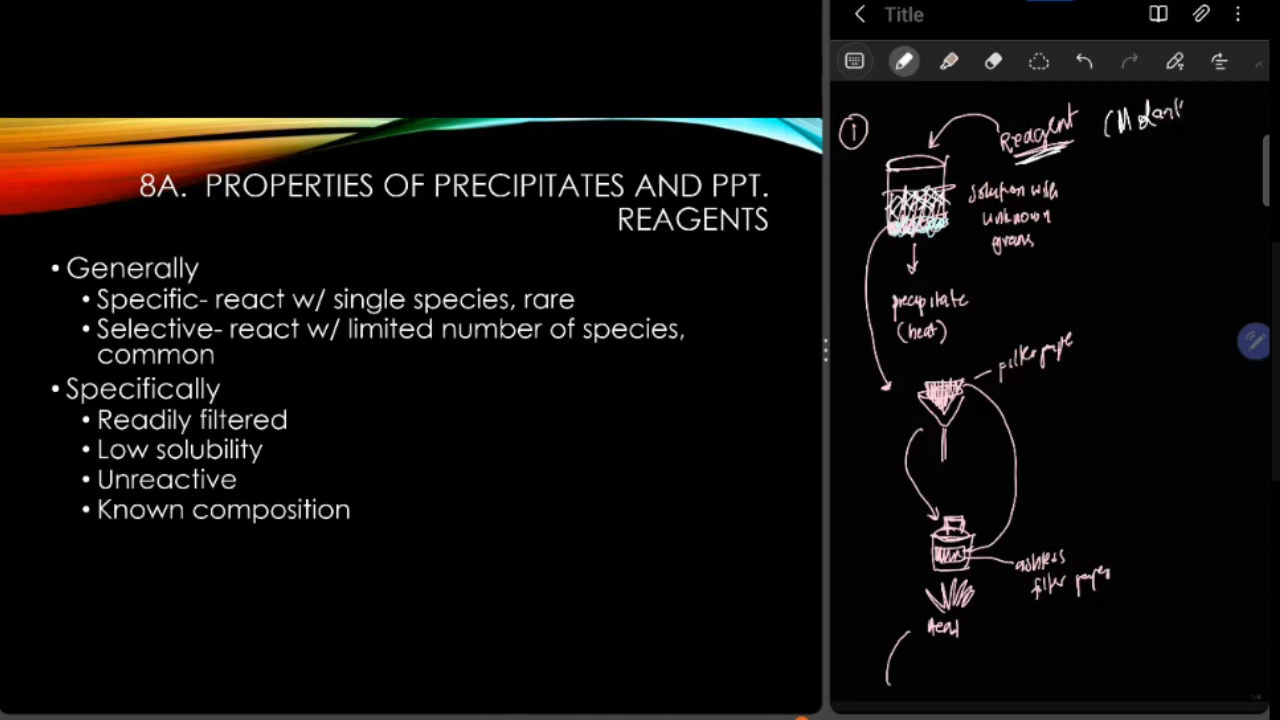 8A. PROPERTIES OF PRECIPITATES AND PPT.
REAGENTS
• Generally
• Specific- react w/ single species, rare
• Selective- react w/ limited number of species,
common
• Specifically
• Readily filtered
• Low solubility
• Unreactive
• Known composition
Title
1
Reagent
solution with
unknown
grams
precipitate
(heat)
filter
ashless
filter paper
Heat